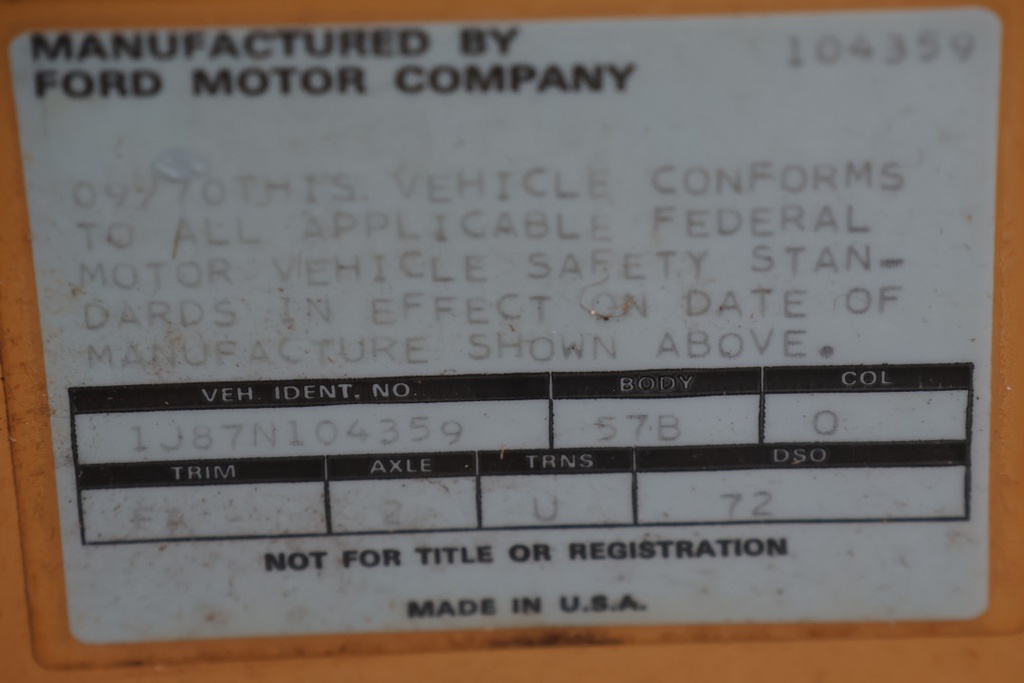 MANUFACTURED BY
104359
FORD MOTOR COMPANY
09/70 THIS VEHICLE CONFORMS
TO ALL APPLICABLE FEDERAL
MOTOR VEHICLE SAFETY STAN-
DARDS IN EFFECT ON DATE OF
MANUFACTURE SHOWN ABOVE.
VEH. IDENT. NO. BODY COL
1J87N104359 57B O
TRIM AXLE TRNS DSO
2 U 72
NOT FOR TITLE OR REGISTRATION
MADE IN U.S.A.